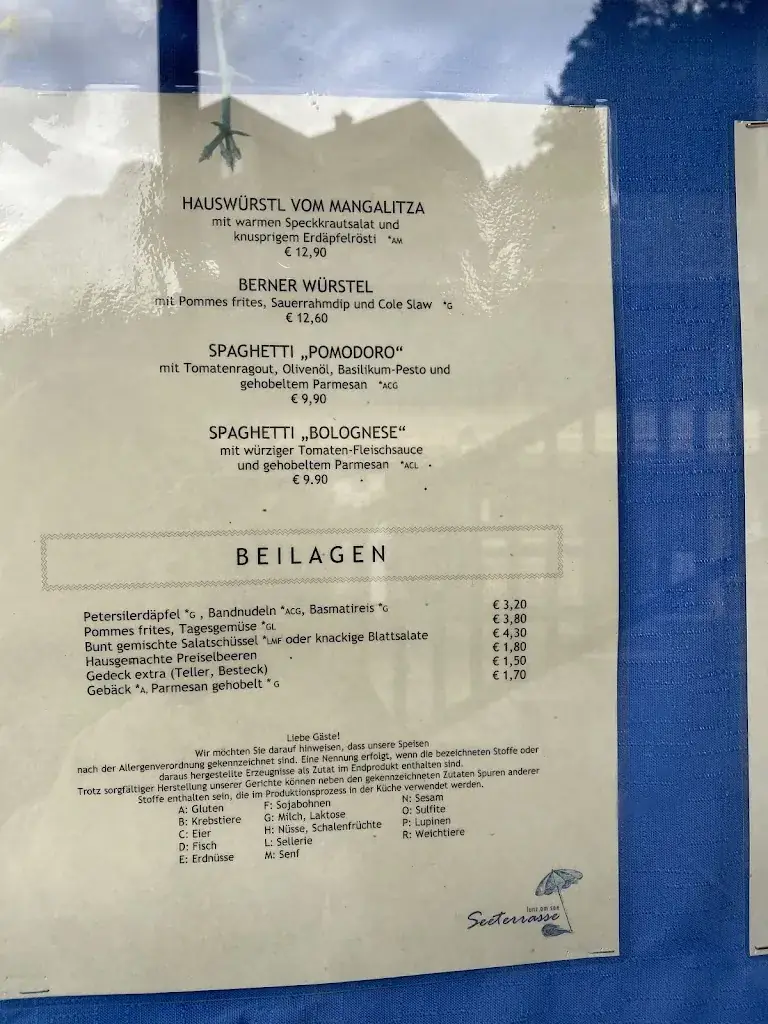 HAUSWÜRSTL VOM MANGALITZA
mit warmen Speckkrautsalat und
knusprigem Erdäpfelrösti *AM
€ 12,90
BERNER WÜRSTEL
mit Pommes frites, Sauerrahmdip und Cole Slaw *G
€ 12,60
SPAGHETTI „POMODORO“
mit Tomatenragout, Olivenöl, Basilikum-Pesto und
gehobeltem Parmesan *ACG
€ 9,90
SPAGHETTI „BOLOGNESE“
mit würziger Tomaten-Fleischsauce
und gehobeltem Parmesan *ACL
€ 9.90
BEILAGEN
Petersilerdäpfel *G , Bandnudeln *ACG, Basmatireis *G € 3,20
Pommes frites, Tagesgemüse *GL € 3,80
Bunt gemischte Salatschüssel *LMF oder knackige Blattsalate € 4,30
Hausgemachte Preiselbeeren € 1,80
Gedeck extra (Teller, Besteck) € 1,50
Gebäck *A, Parmesan gehobelt * G € 1,70
Liebe Gäste!
Wir möchten Sie darauf hinweisen, dass unsere Speisen
nach der Allergenverordnung gekennzeichnet sind. Eine Nennung erfolgt, wenn die bezeichneten Stoffe oder
daraus hergestellte Erzeugnisse als Zutat im Endprodukt enthalten sind.
Trotz sorgfältiger Herstellung unserer Gerichte können neben den gekennzeichneten Zutaten Spuren anderer
Stoffe enthalten sein, die im Produktionsprozess in der Küche verwendet werden.
A: Gluten
B: Krebstiere
C: Eier
D: Fisch
E: Erdnüsse
F: Sojabohnen
G: Milch, Laktose
H: Nüsse, Schalenfrüchte
L: Sellerie
M: Senf
N: Sesam
O: Sulfite
P: Lupinen
R: Weichtiere
lunz am see
Seeterrasse